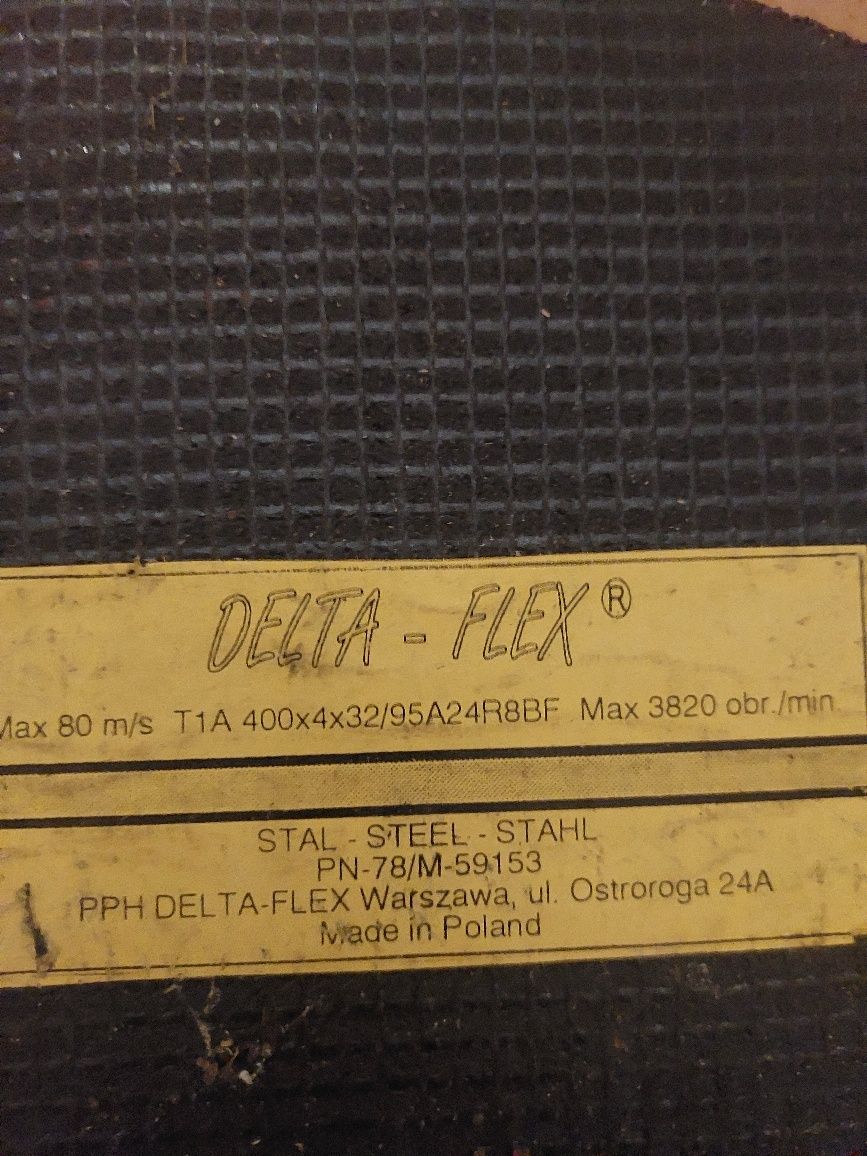 DELTA - FLEX ®
Max 80 m/s T1A 400x4x32/95A24R8BF Max 3820 obr./min
STAL - STEEL - STAHL
PN-78/M-59153
PPH DELTA-FLEX Warszawa, ul. Ostroroga 24A
Made in Poland